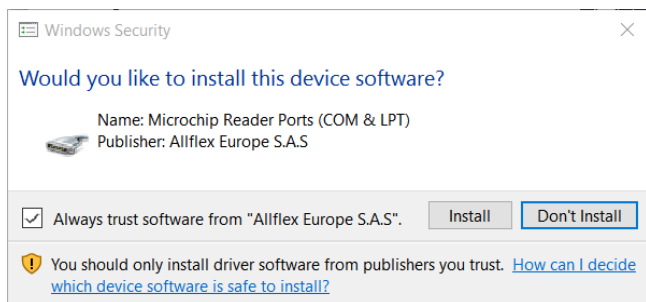 Windows Security
Would you like to install this device software?
Name: Microchip Reader Ports (COM & LPT)
Publisher: Allflex Europe S.A.S
Always trust software from "Allflex Europe S.A.S".
Install
Don't Install
You should only install driver software from publishers you trust. How can I decide
which device software is safe to install?